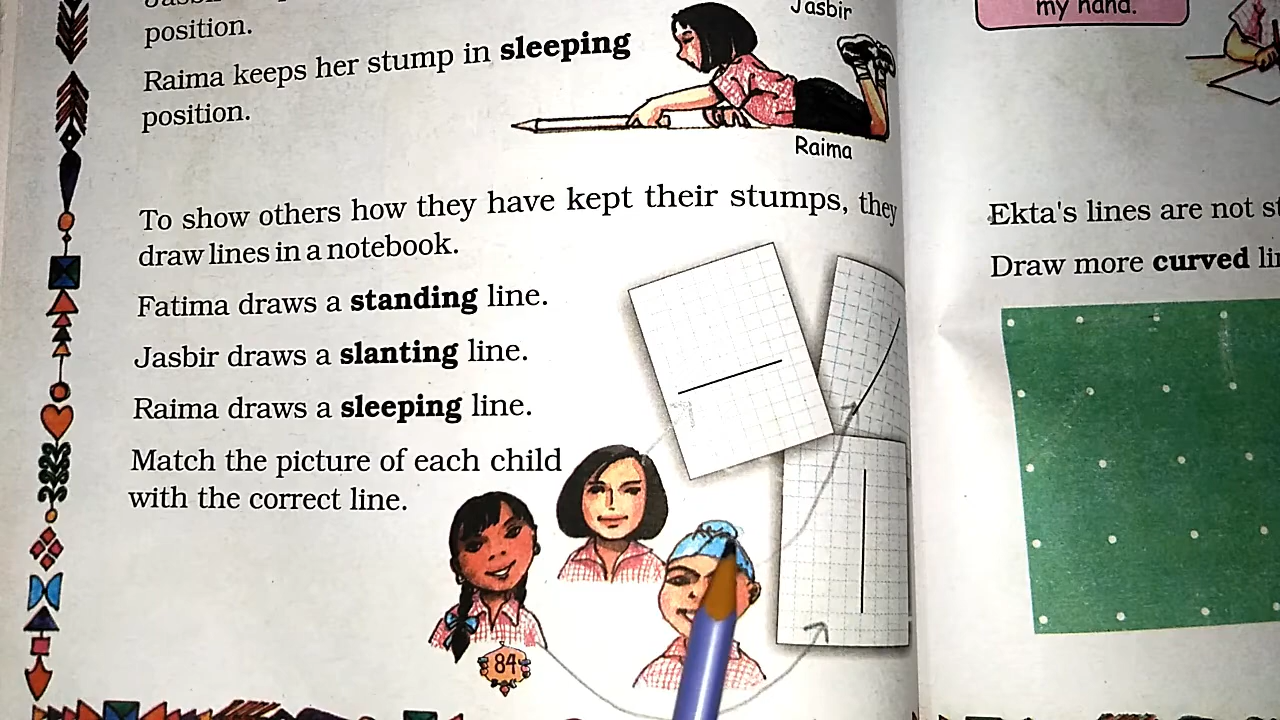 position.
Raima keeps her stump in sleeping
position.
Jasbir
Raima
To show others how they have kept their stumps, they
draw lines in a notebook.
Fatima draws a standing line.
Jasbir draws a slanting line.
Raima draws a sleeping line.
Match the picture of each child
with the correct line.
84
my hand.
Ekta's lines are not
Draw more curved